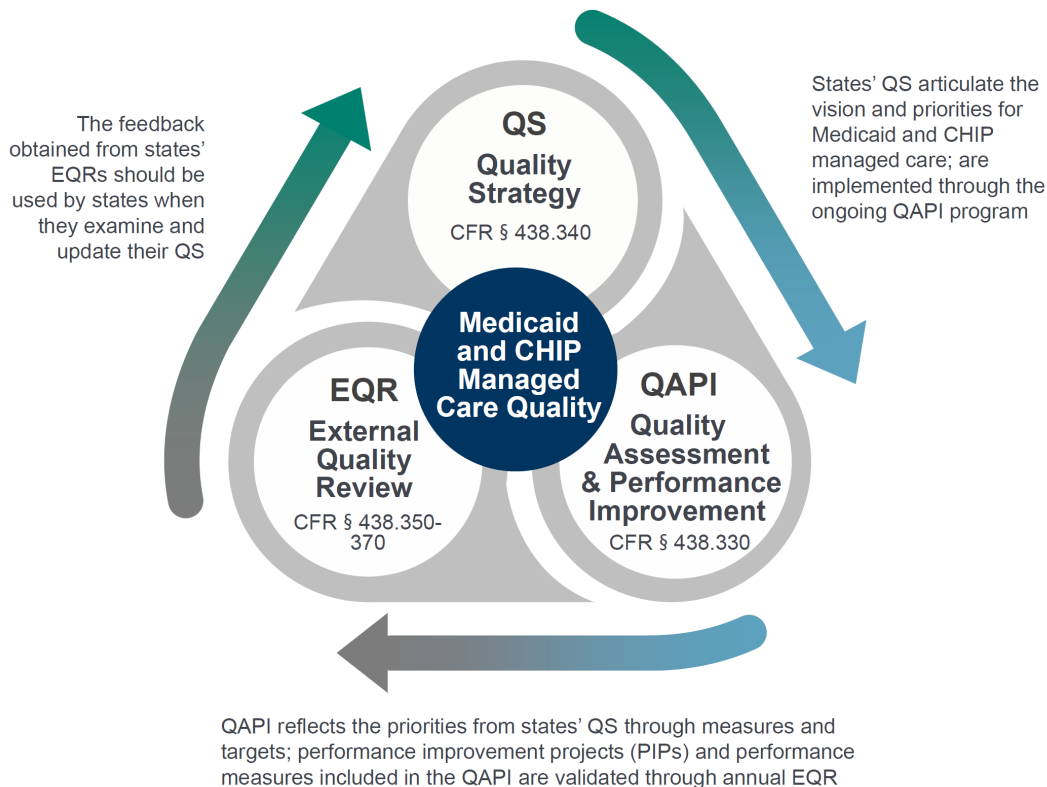 States’ QS articulate the
vision and priorities for
Medicaid and CHIP
managed care; are
implemented through the
ongoing QAPI program
The feedback
obtained from states’
EQRs should be
used by states when
they examine and
update their QS
QS
Quality
Strategy
CFR § 438.340
Medicaid
and CHIP
Managed
Care Quality
EQR
External
Quality
Review
CFR § 438.350-
370
QAPI
Quality
Assessment
& Performance
Improvement
CFR § 438.330
QAPI reflects the priorities from states’ QS through measures and
targets; performance improvement projects (PIPs) and performance
measures included in the QAPI are validated through annual EQR